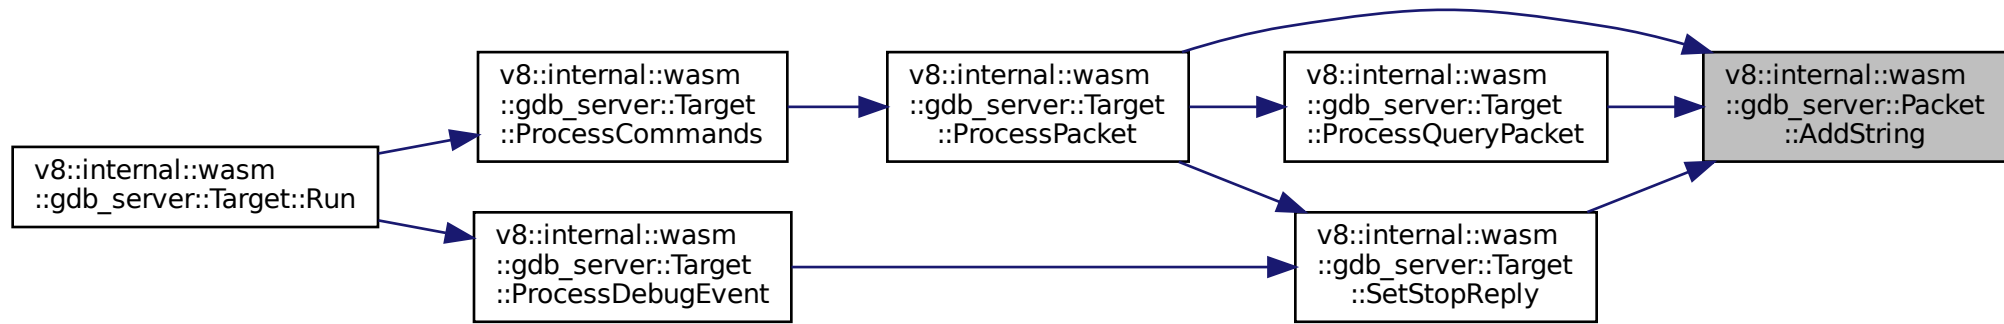 v8::internal::wasm
::gdb_server::Target::Run
v8::internal::wasm
::gdb_server::Target
::ProcessCommands
v8::internal::wasm
::gdb_server::Target
::ProcessDebugEvent
v8::internal::wasm
::gdb_server::Target
::ProcessPacket
v8::internal::wasm
::gdb_server::Target
::ProcessQueryPacket
v8::internal::wasm
::gdb_server::Target
::SetStopReply
v8::internal::wasm
::gdb_server::Packet
::AddString